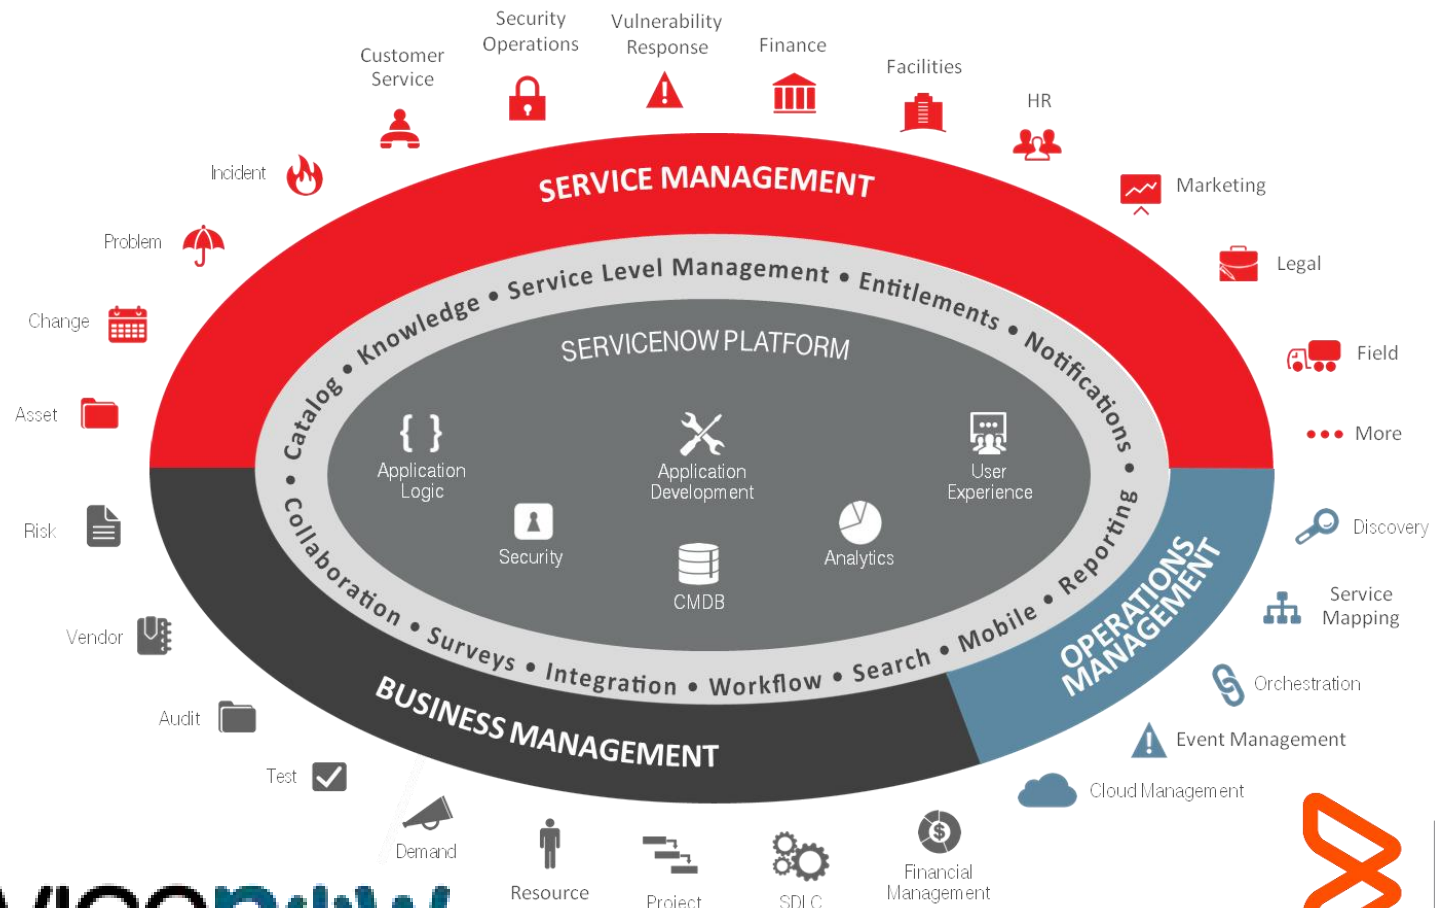 Security
Operations
Vulnerability
Response
Finance
Customer
Service
Facilities
HR
Incident
Marketing
Problem
Legal
Change
Field
Asset
More
SERVICE MANAGEMENT
• Catalog • Knowledge • Service Level Management • Entitlements • Notifications •
SERVICENOW PLATFORM
{ }
Application
Logic
Application
Development
User
Experience
Security
Analytics
CMDB
Collaboration • Surveys • Integration • Workflow • Search • Mobile • Reporting
OPERATIONS
MANAGEMENT
BUSINESS MANAGEMENT
Risk
Discovery
Service
Mapping
Vendor
Orchestration
Audit
Event Management
Test
Cloud Management
Demand
Resource
Project
SDLC
$
Financial
Management